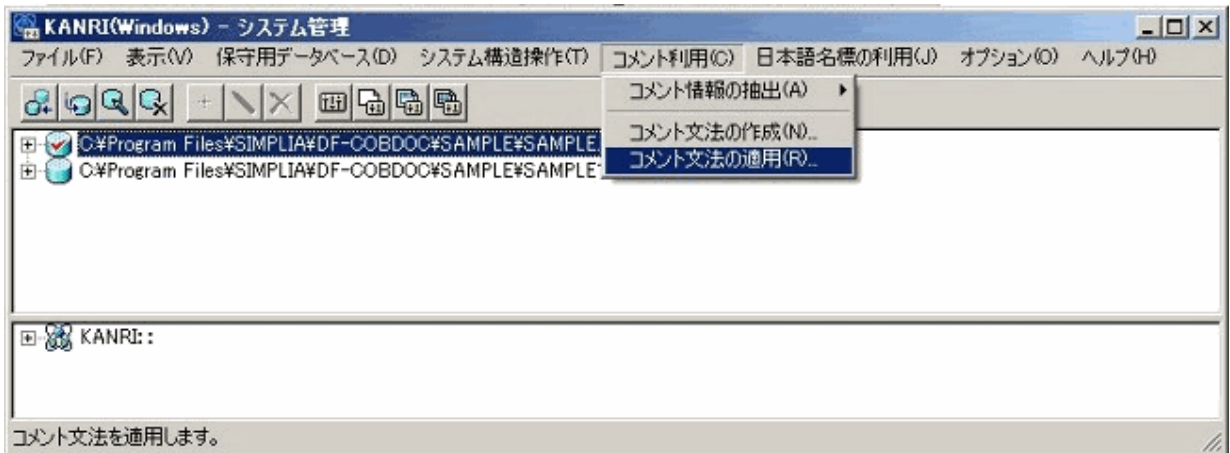 KANRI(Windows) - システム管理
ファイル(F) 表示(V) 保守用データベース(D) システム構造操作(T) コメント利用(C) 日本語名標の利用(J) オプション(O) ヘルプ(H)
コメント情報の抽出(A)
コメント文法の作成(N)...
コメント文法の適用(R)...
C:¥Program Files¥SIMPLIA¥DF-COBDOC¥SAMPLE¥SAMPLE
C:¥Program Files¥SIMPLIA¥DF-COBDOC¥SAMPLE¥SAMPLE
KANRI::
コメント文法を適用します。